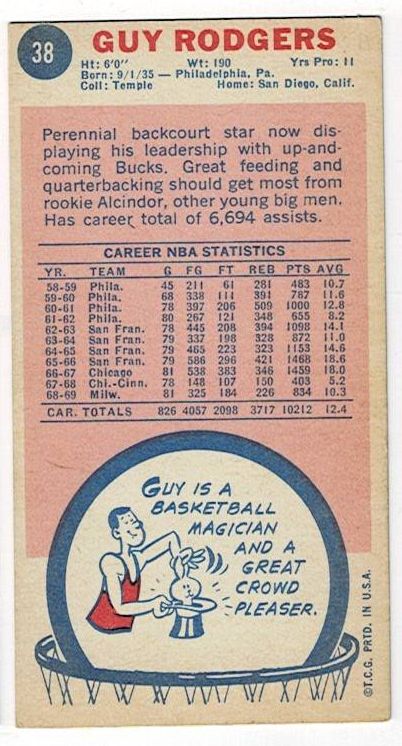 38
GUY RODGERS
Ht: 6'0" Wt: 190 Yrs Pro: 11
Born: 9/1/35 — Philadelphia, Pa.
Coll: Temple Home: San Diego, Calif.
Perennial backcourt star now dis-
playing his leadership with up-and-
coming Bucks. Great feeding and
quarterbacking should get most from
rookie Alcindor, other young big men.
Has career total of 6,694 assists.
CAREER NBA STATISTICS
YR. TEAM G FG FT REB PTS AVG
58-59 Phila. 45 211 61 281 483 10.7
59-60 Phila. 68 338 111 391 787 11.6
60-61 Phila. 78 397 206 509 1000 12.8
61-62 Phila. 80 267 121 348 655 8.2
62-63 San Fran. 78 445 208 394 1098 14.1
63-64 San Fran. 79 337 198 328 872 11.0
64-65 San Fran. 79 465 223 323 1153 14.6
65-66 San Fran. 79 586 296 421 1468 18.6
66-67 Chicago 81 538 383 346 1459 18.0
67-68 Chi.-Cinn. 78 148 107 150 403 5.2
68-69 Milw. 81 325 184 226 834 10.3
CAR. TOTALS 826 4057 2098 3717 10212 12.4
GUY IS A
BASKETBALL
MAGICIAN
AND A
GREAT
CROWD
PLEASER.
©T.C.G. PRTD. IN U.S.A.